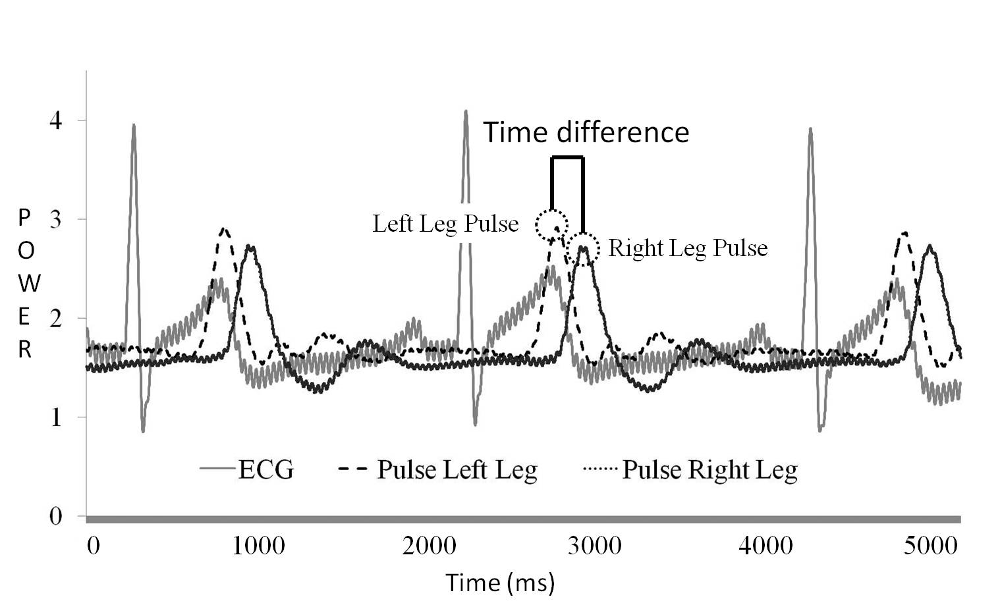 4
Time difference
3
Left Leg Pulse
Right Leg Pulse
P
O
W
E
R
2
1
ECG Pulse Left Leg Pulse Right Leg
0
0 1000 2000 3000 4000 5000
Time (ms)